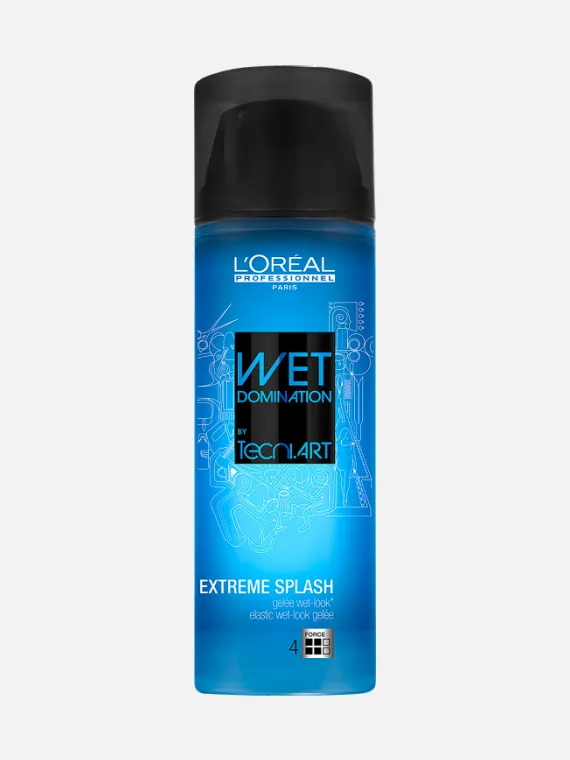 L'ORÉAL
PROFESSIONNEL
PARIS
WET
DOMINATION
BY
TECNI.ART
EXTREME SPLASH
gelée wet-look*
elastic wet-look gelée
4 FORCE